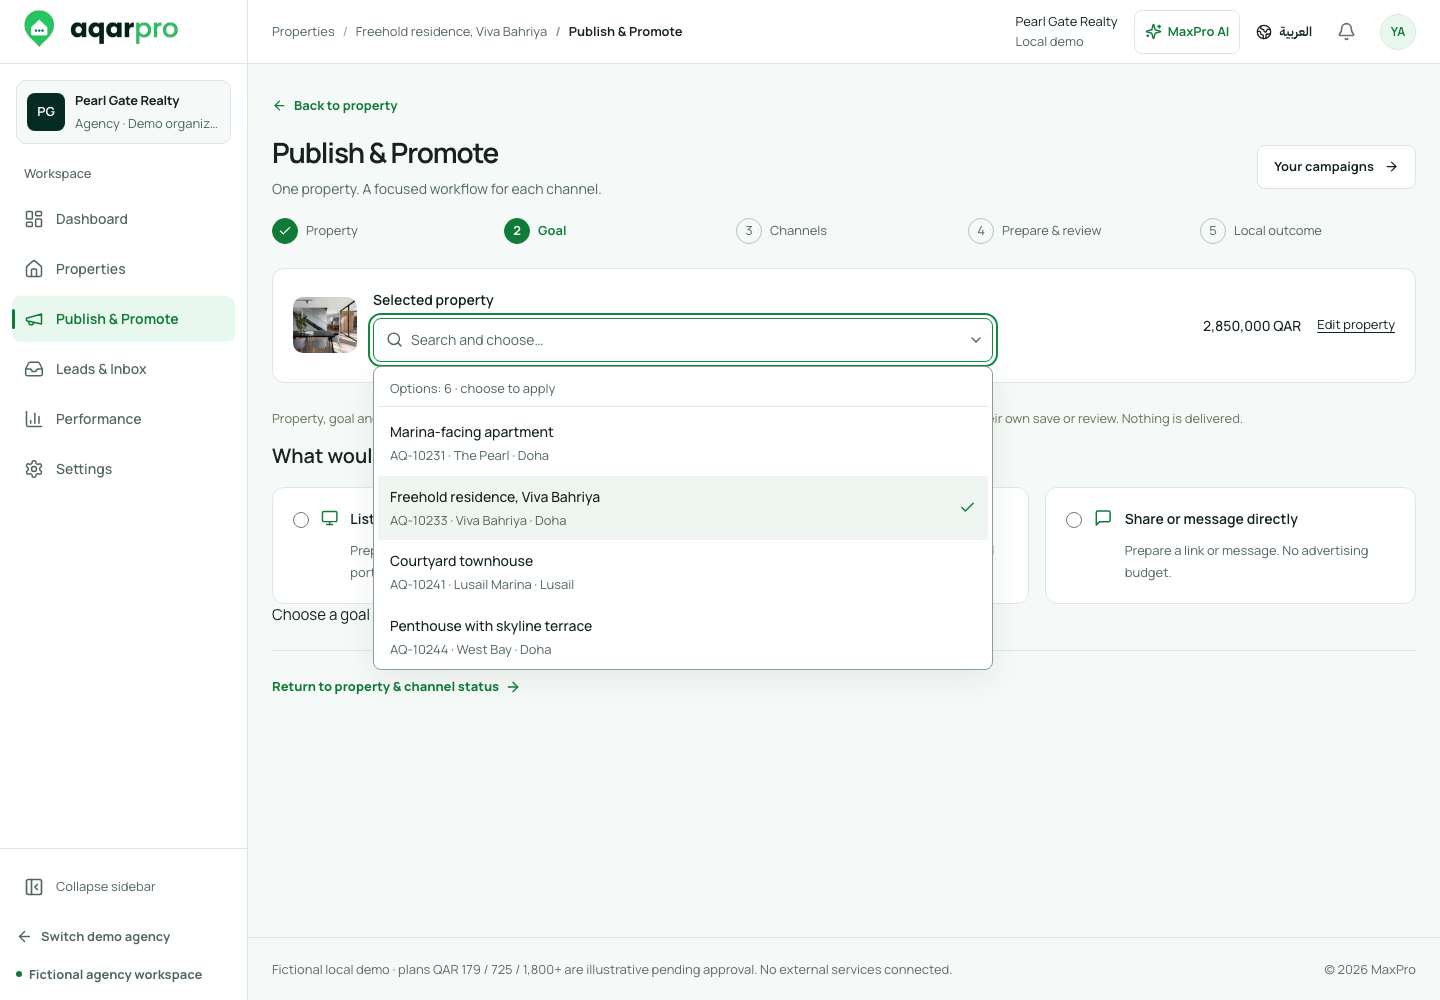 aqarpro
Properties / Freehold residence, Viva Bahriya / Publish & Promote
Pearl Gate Realty
Local demo
MaxPro AI
العربية
YA
PG
Pearl Gate Realty
Agency · Demo organiz...
Workspace
Dashboard
Properties
Publish & Promote
Leads & Inbox
Performance
Settings
Collapse sidebar
Switch demo agency
Fictional agency workspace
Back to property
Publish & Promote
One property. A focused workflow for each channel.
Your campaigns
Property
2 Goal
3 Channels
4 Prepare & review
5 Local outcome
Selected property
Search and choose...
2,850,000 QAR
Edit property
Options: 6 · choose to apply
Marina-facing apartment
AQ-10231 · The Pearl · Doha
Freehold residence, Viva Bahriya
AQ-10233 · Viva Bahriya · Doha
Courtyard townhouse
AQ-10241 · Lusail Marina · Lusail
Penthouse with skyline terrace
AQ-10244 · West Bay · Doha
Property, goal
own save or review. Nothing is delivered.
What
Share or message directly
Prepare a link or message. No advertising
budget.
Choose a goal
Return to property & channel status
Fictional local demo · plans QAR 179 / 725 / 1,800+ are illustrative pending approval. No external services connected.
© 2026 MaxPro